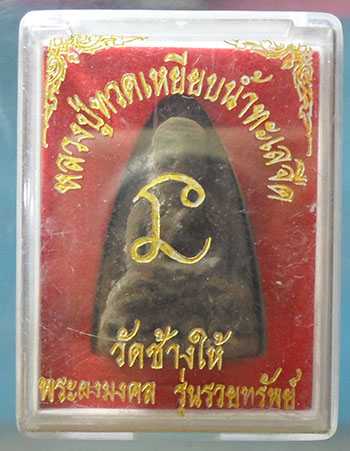 หลวงปู่ทวดเหยียบน้ำทะเลจืด
วัดช้างให้
พระผงมงคล รุ่นรวยทรัพย์